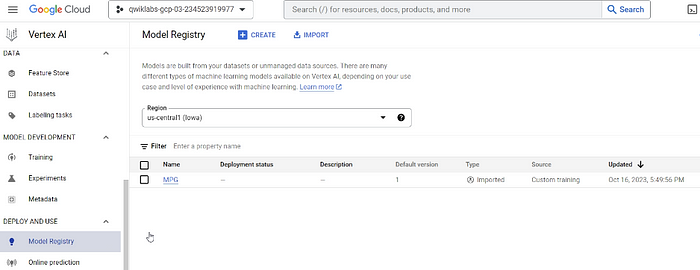 Google Cloud
qwiklabs-gcp-03-234523919977
Search (/) for resources, docs, products, and more
Search
Vertex AI
Model Registry
CREATE
IMPORT
DATA
Feature Store
Datasets
Labelling tasks
MODEL DEVELOPMENT
Training
Experiments
Metadata
DEPLOY AND USE
Model Registry
Online prediction
Models are built from your datasets or unmanaged data sources. There are many
different types of machine learning models available on Vertex AI, depending on your use
case and level of experience with machine learning. Learn more
Region
us-central1 (Iowa)
Filter Enter a property name
Name Deployment status Description Default version Type Source Updated
MPG — — 1 Imported Custom training Oct 16, 2023, 5:49:56 PM